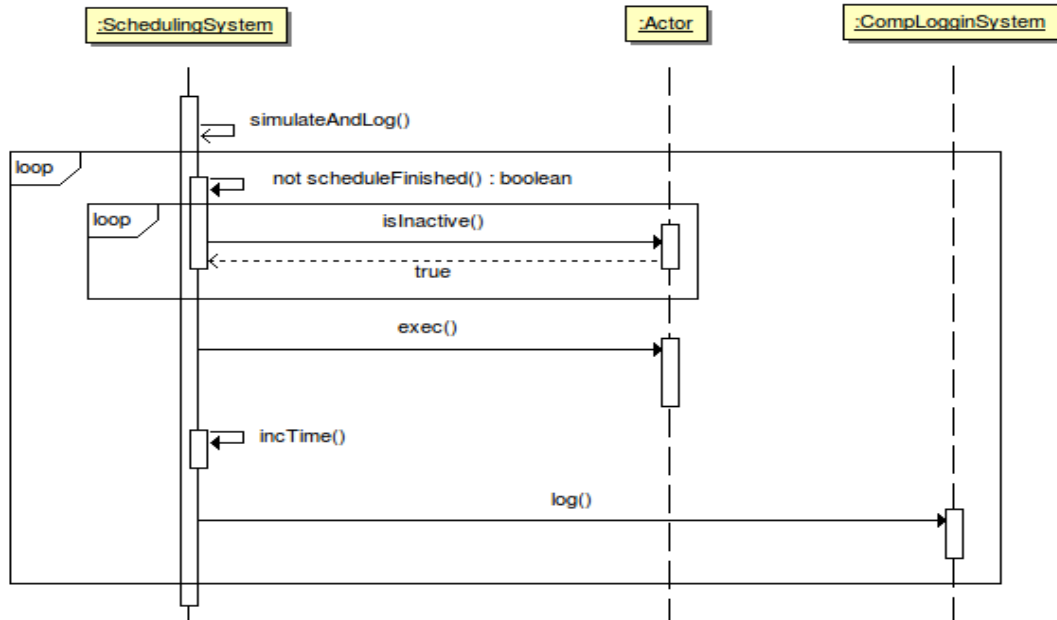 :SchedulingSystem
:Actor
:CompLogginSystem
simulateAndLog()
loop
not scheduleFinished() : boolean
loop
isInactive()
true
exec()
incTime()
log()